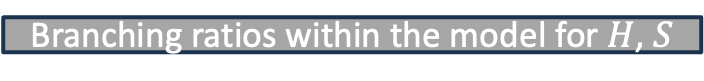 Branching ratios within the model for H, S